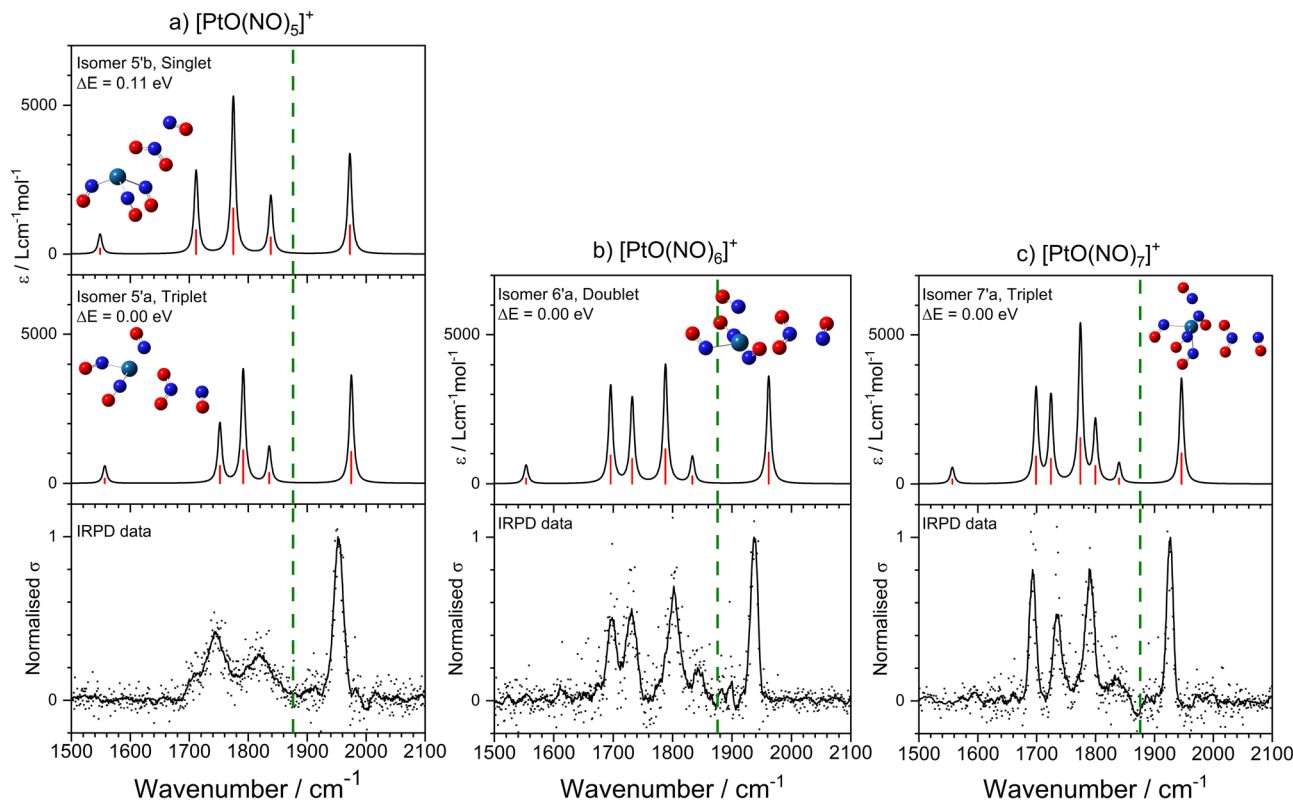 a) [PtO(NO)₅]⁺
Isomer 5'b, Singlet
ΔE = 0.11 eV
5000
0
ε / Lcm⁻¹mol⁻¹
Isomer 5'a, Triplet
ΔE = 0.00 eV
5000
0
IRPD data
1
0
Normalised σ
1500 1600 1700 1800 1900 2000 2100
Wavenumber / cm⁻¹
b) [PtO(NO)₆]⁺
Isomer 6'a, Doublet
ΔE = 0.00 eV
5000
0
ε / Lcm⁻¹mol⁻¹
IRPD data
1
0
Normalised σ
1500 1600 1700 1800 1900 2000 2100
Wavenumber / cm⁻¹
c) [PtO(NO)₇]⁺
Isomer 7'a, Triplet
ΔE = 0.00 eV
5000
0
ε / Lcm⁻¹mol⁻¹
IRPD data
1
0
Normalised σ
1500 1600 1700 1800 1900 2000 2100
Wavenumber / cm⁻¹